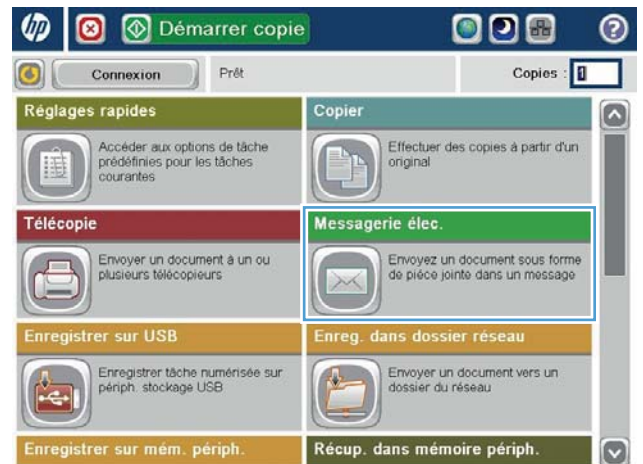 hp
Démarrer copie
?
Connexion
Prêt
Copies : 1
Réglages rapides
Accéder aux options de tâche
prédéfinies pour les tâches
courantes
Copier
Effectuer des copies à partir d'un
original
Télécopie
Envoyer un document à un ou
plusieurs télécopieurs
Messagerie élec.
Envoyez un document sous forme
de pièce jointe dans un message
Enregistrer sur USB
Enregistrer tâche numérisée sur
périph. stockage USB
Enreg. dans dossier réseau
Envoyer un document vers un
dossier du réseau
Enregistrer sur mém. périph.
Récup. dans mémoire périph.